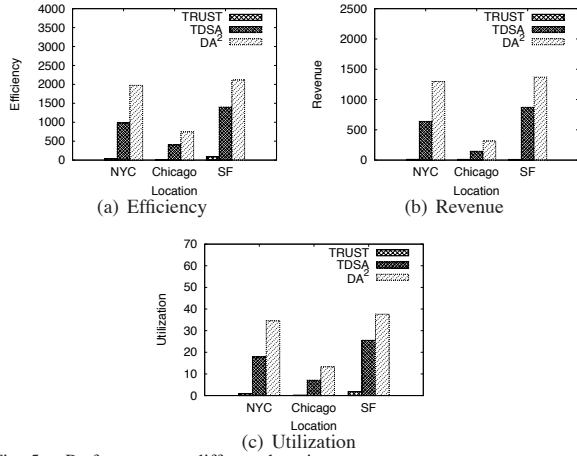 4000
3500
3000
2500
2000
1500
1000
500
0
Efficiency
TRUST
TDSA
DA²
NYC Chicago SF
Location
(a) Efficiency
2500
2000
1500
1000
500
0
Revenue
TRUST
TDSA
DA²
NYC Chicago SF
Location
(b) Revenue
70
60
50
40
30
20
10
0
Utilization
TRUST
TDSA
DA²
NYC Chicago SF
Location
(c) Utilization